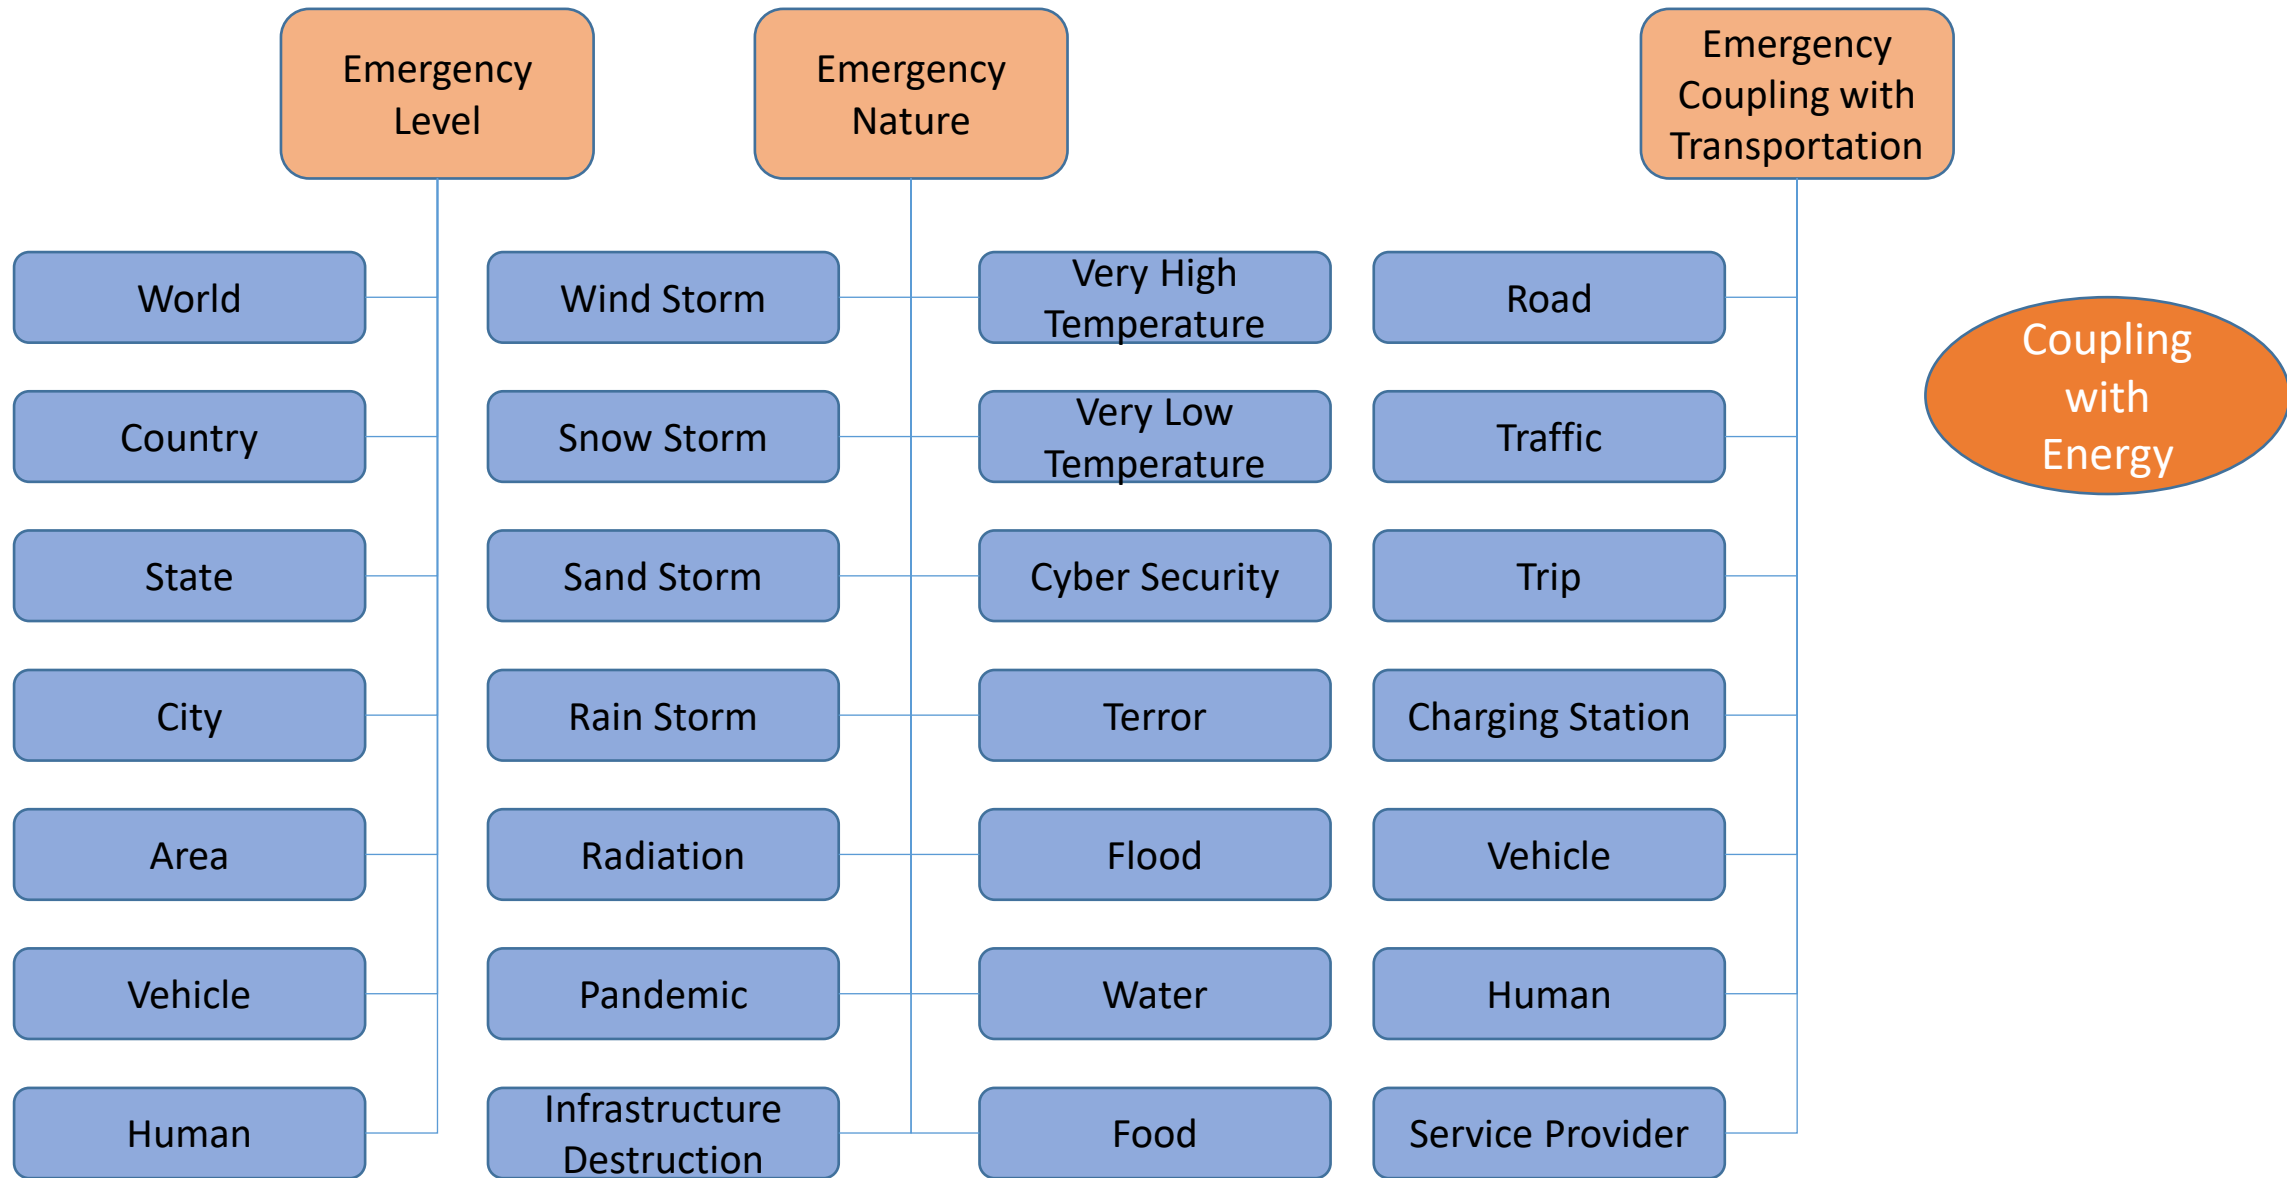 Emergency
Level
Emergency
Nature
Emergency
Coupling with
Transportation
World
Country
State
City
Area
Vehicle
Human
Wind Storm
Snow Storm
Sand Storm
Rain Storm
Radiation
Pandemic
Infrastructure
Destruction
Very High
Temperature
Very Low
Temperature
Cyber Security
Terror
Flood
Water
Food
Road
Traffic
Trip
Charging Station
Vehicle
Human
Service Provider
Coupling
with
Energy